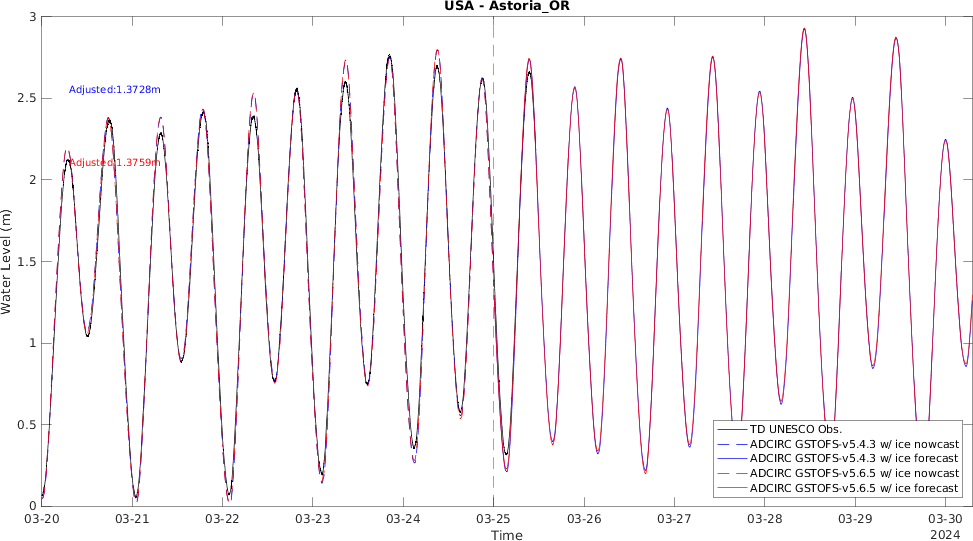 USA - Astoria_OR
3
2.5
2
1.5
1
0.5
0
Water Level (m)
Adjusted:1.3728m
Adjusted:1.3759m
TD UNESCO Obs.
ADCIRC GSTOFS-v5.4.3 w/ ice nowcast
ADCIRC GSTOFS-v5.4.3 w/ ice forecast
ADCIRC GSTOFS-v5.6.5 w/ ice nowcast
ADCIRC GSTOFS-v5.6.5 w/ ice forecast
03-20 03-21 03-22 03-23 03-24 03-25 03-26 03-27 03-28 03-29 03-30
Time
2024